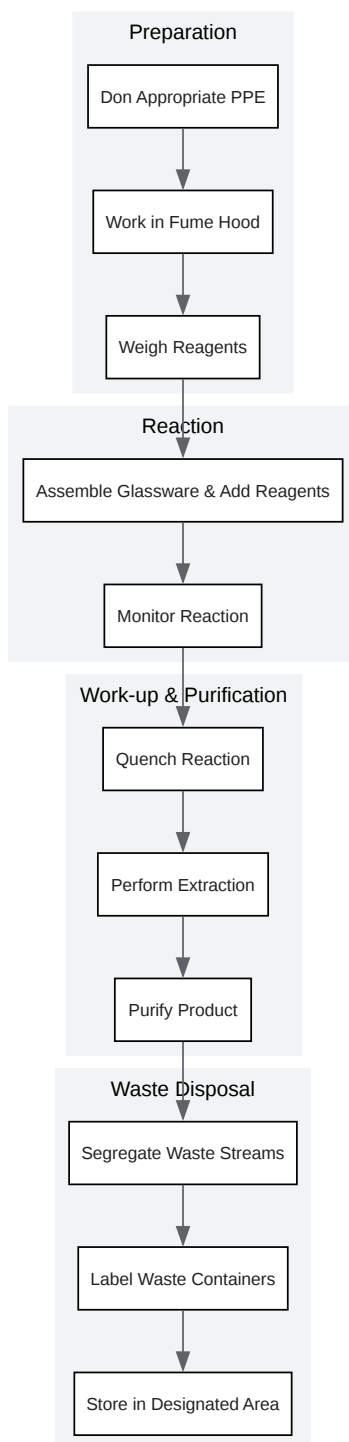 Preparation
Don Appropriate PPE
Work in Fume Hood
Weigh Reagents
Reaction
Assemble Glassware & Add Reagents
Monitor Reaction
Work-up & Purification
Quench Reaction
Perform Extraction
Purify Product
Waste Disposal
Segregate Waste Streams
Label Waste Containers
Store in Designated Area